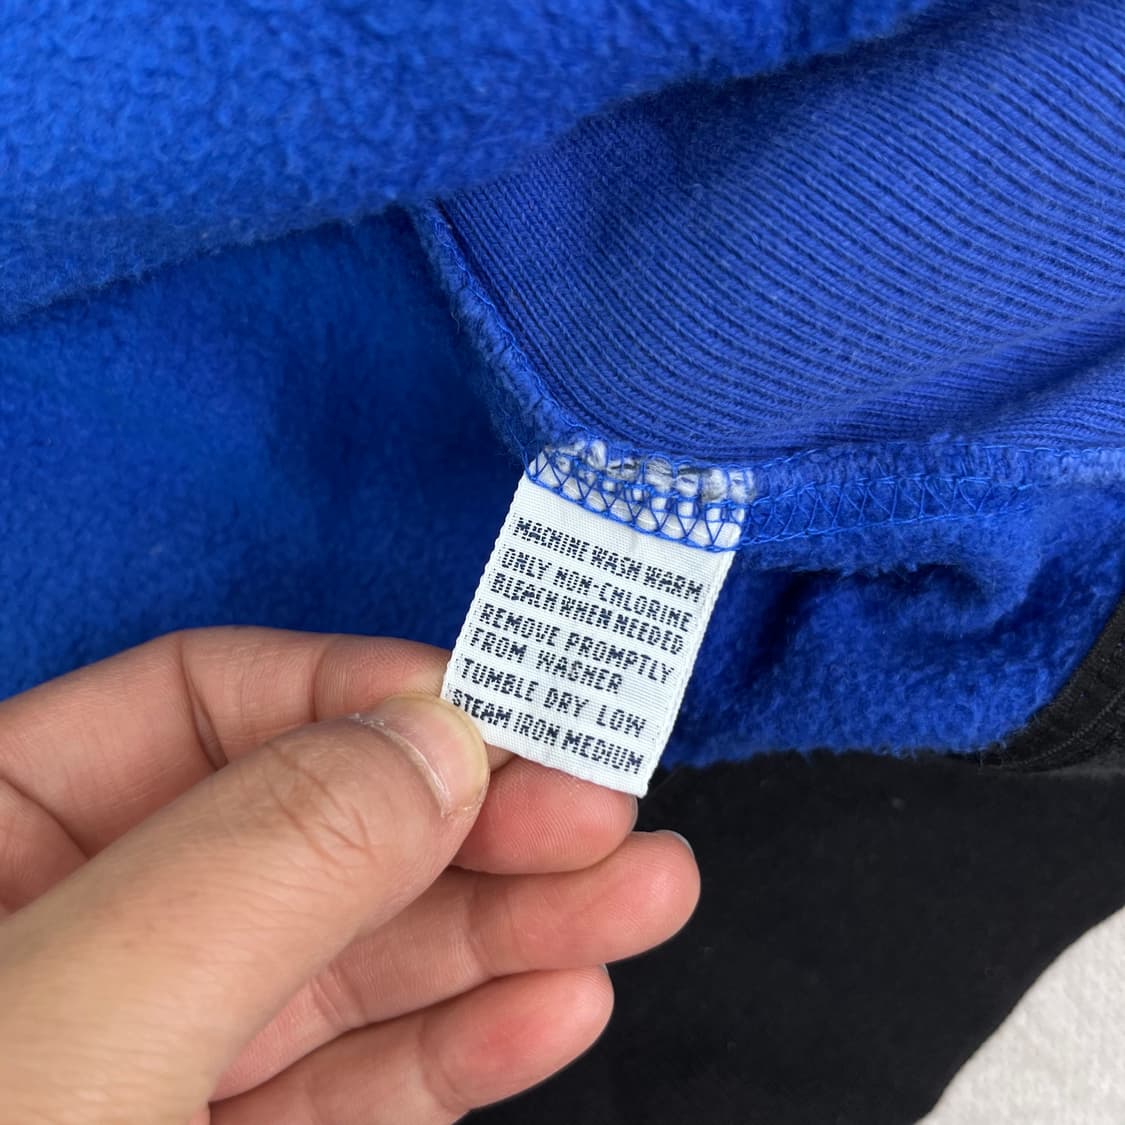 MACHINE WASH WARM
ONLY NON-CHLORINE
BLEACH WHEN NEEDED
REMOVE PROMPTLY
FROM WASHER
TUMBLE DRY LOW
STEAM IRON MEDIUM